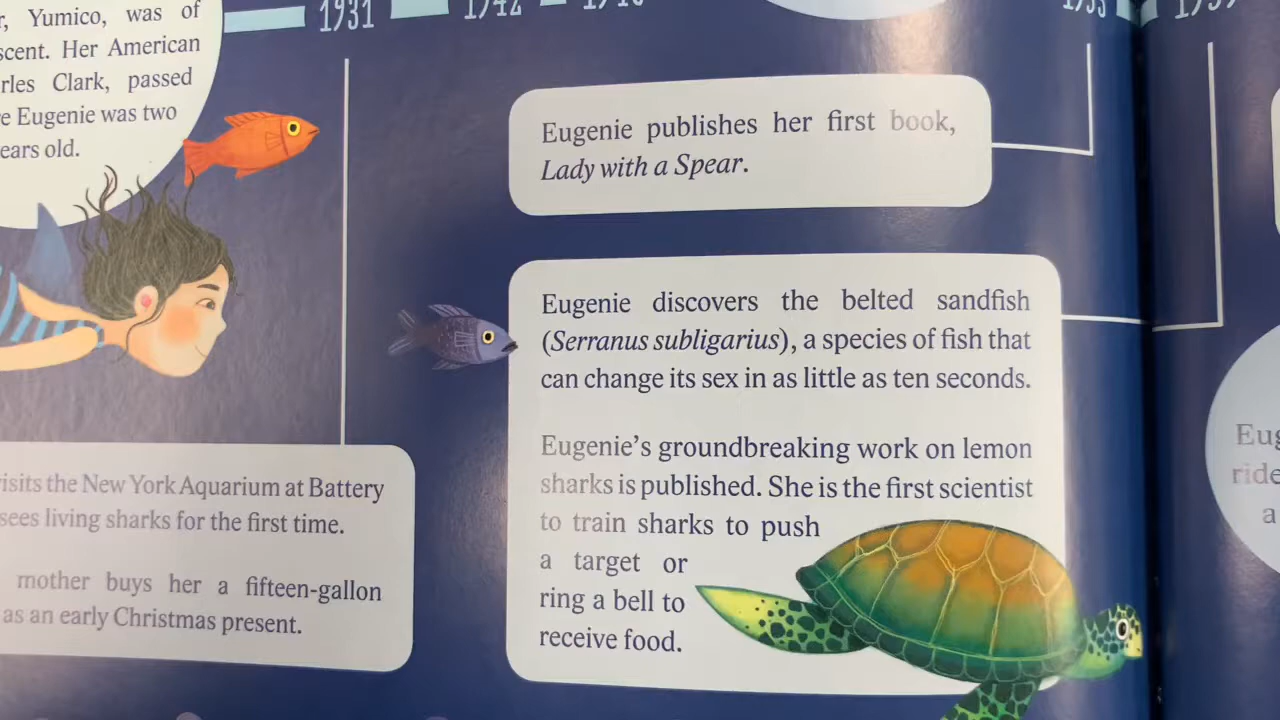 r, Yumico, was of
scent. Her American
rles Clark, passed
e Eugenie was two
ears old.
1931
1942
Eugenie publishes her first book,
Lady with a Spear.
Eugenie discovers the belted sandfish
(Serranus subligarius), a species of fish that
can change its sex in as little as ten seconds.
Eugenie's groundbreaking work on lemon
sharks is published. She is the first scientist
to train sharks to push
a target or
ring a bell to
receive food.
visits the New York Aquarium at Battery
sees living sharks for the first time.
mother buys her a fifteen-gallon
as an early Christmas present.
Eug
ride
a